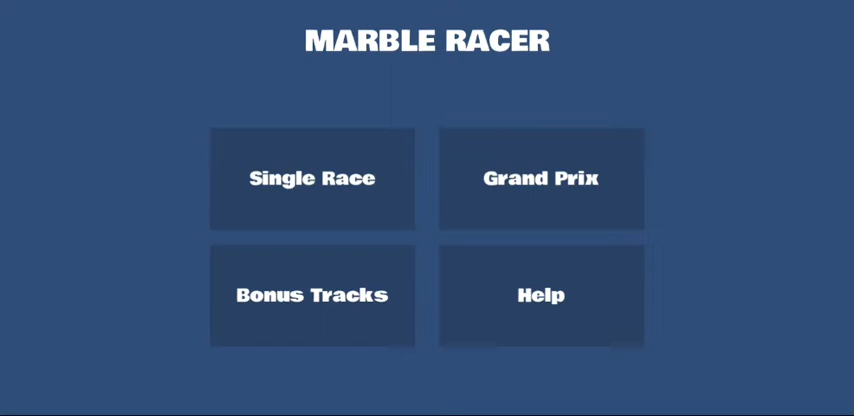 MARBLE RACER
Single Race
Grand Prix
Bonus Tracks
Help